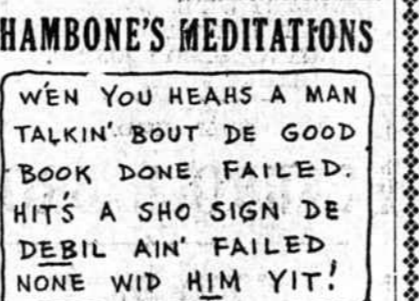 HAMBONE'S MEDITATIONS
W'EN YOU HEAHS A MAN
TALKIN' BOUT DE GOOD
BOOK DONE FAILED.
HIT'S A SHO SIGN DE
DEBIL AIN' FAILED
NONE WID HIM YIT!